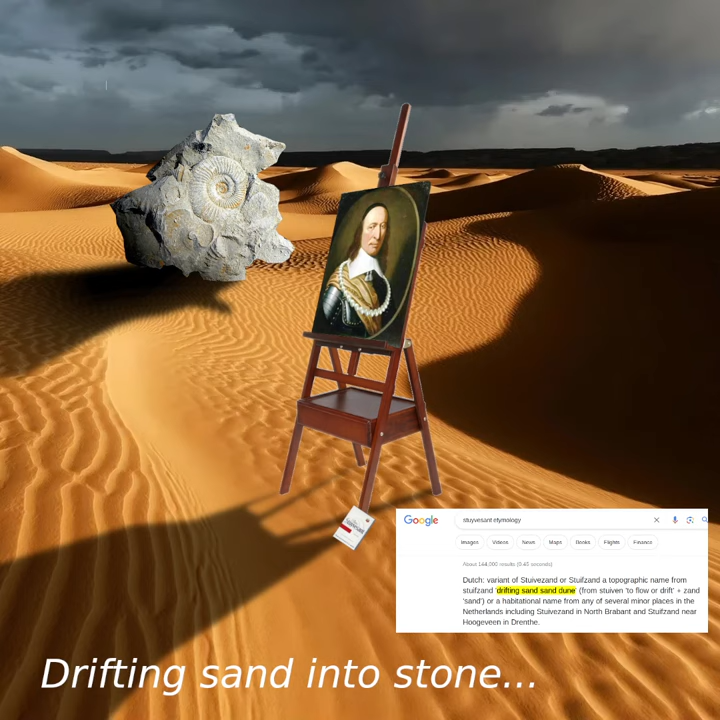 Stuyvesant
Google
stuyvesant etymology
Images Videos News Maps Books Flights Finance
About 144,000 results (0.45 seconds)
Dutch: variant of Stuivezand or Stuifzand a topographic name from
stuifzand 'drifting sand sand dune' (from stuiven 'to flow or drift' + zand
'sand') or a habitational name from any of several minor places in the
Netherlands including Stuivezand in North Brabant and Stuifzand near
Hoogeveen in Drenthe.
Drifting sand into stone...